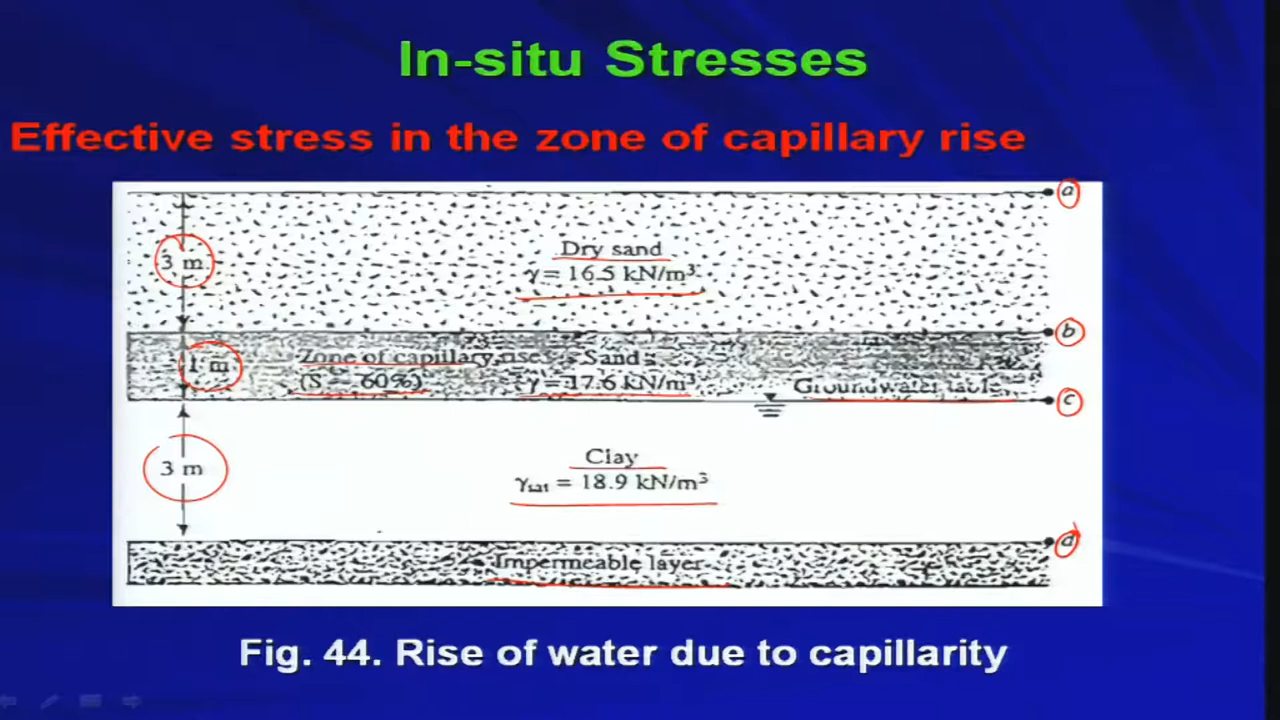 In-situ Stresses
Effective stress in the zone of capillary rise
a
3 m
Dry sand
γ = 16.5 kN/m³
b
1 m
Zone of capillary rise Sand
(S = 60%) γ = 17.6 kN/m³
Groundwater table
c
3 m
Clay
γsat = 18.9 kN/m³
d
Impermeable layer
Fig. 44. Rise of water due to capillarity